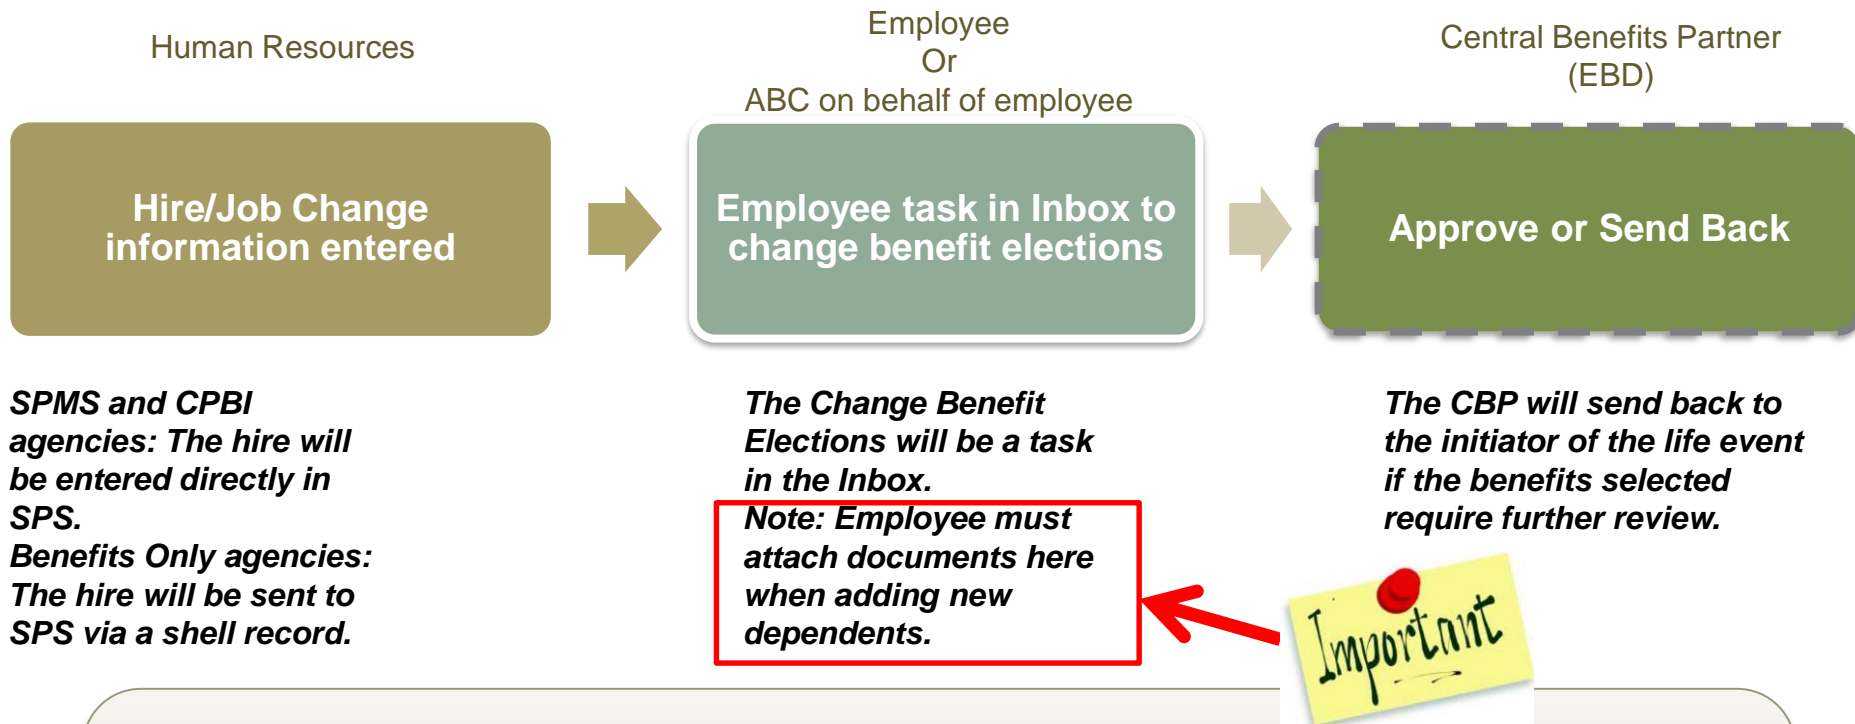 Human Resources
Employee
Or
ABC on behalf of employee
Central Benefits Partner
(EBD)
Hire/Job Change
information entered
Employee task in Inbox to
change benefit elections
Approve or Send Back
SPMS and CPBI
agencies: The hire will
be entered directly in
SPS.
Benefits Only agencies:
The hire will be sent to
SPS via a shell record.
The Change Benefit
Elections will be a task
in the Inbox.
Note: Employee must
attach documents here
when adding new
dependents.
The CBP will send back to
the initiator of the life event
if the benefits selected
require further review.
Important